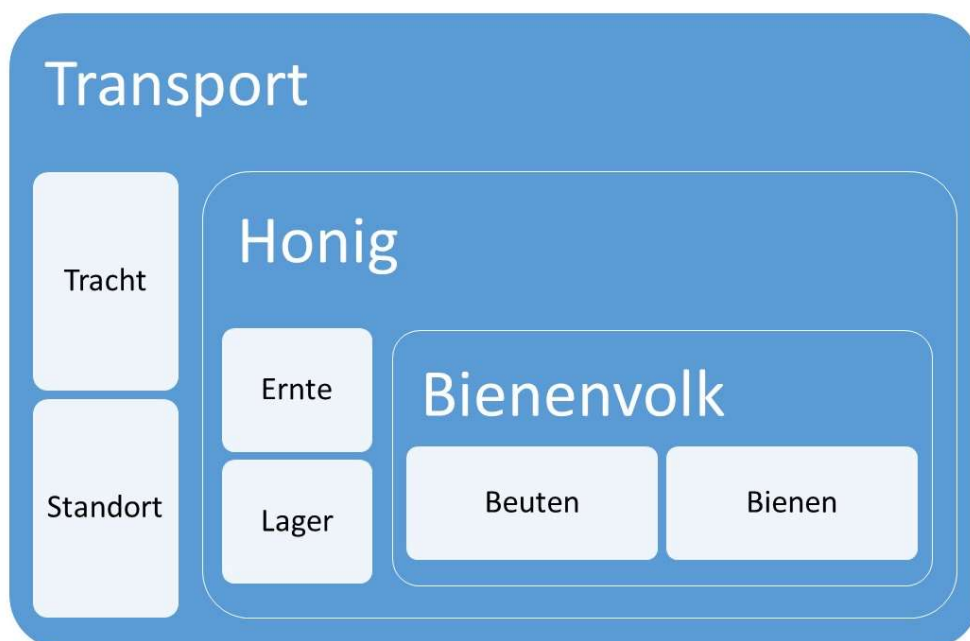 Transport
Tracht
Standort
Honig
Ernte
Lager
Bienenvolk
Beuten
Bienen